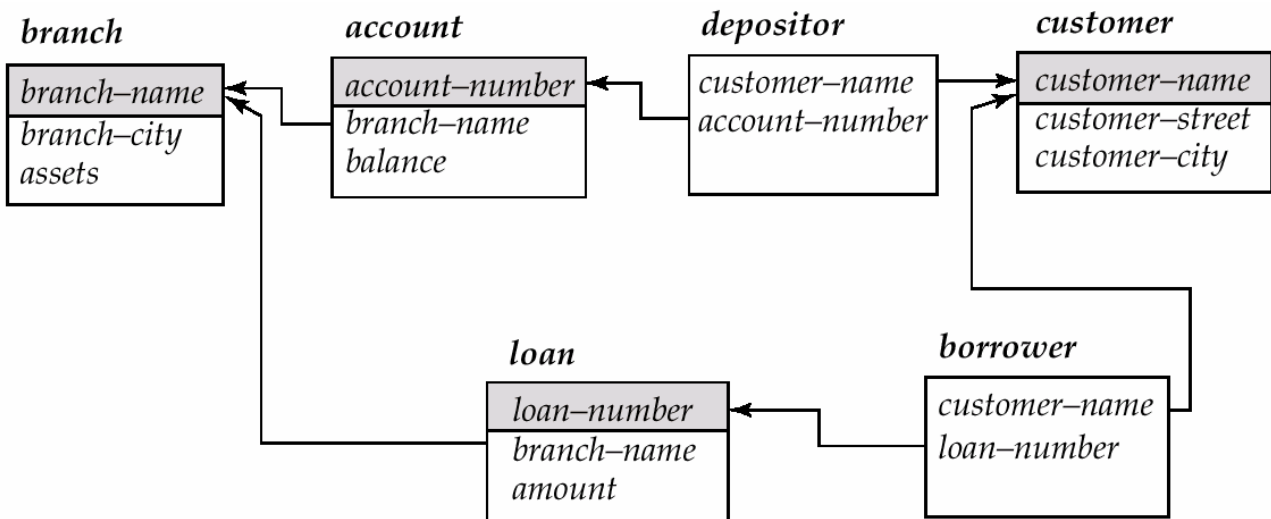 branch
branch–name
branch–city
assets
account
account–number
branch–name
balance
depositor
customer–name
account–number
customer
customer–name
customer–street
customer–city
loan
loan–number
branch–name
amount
borrower
customer–name
loan–number